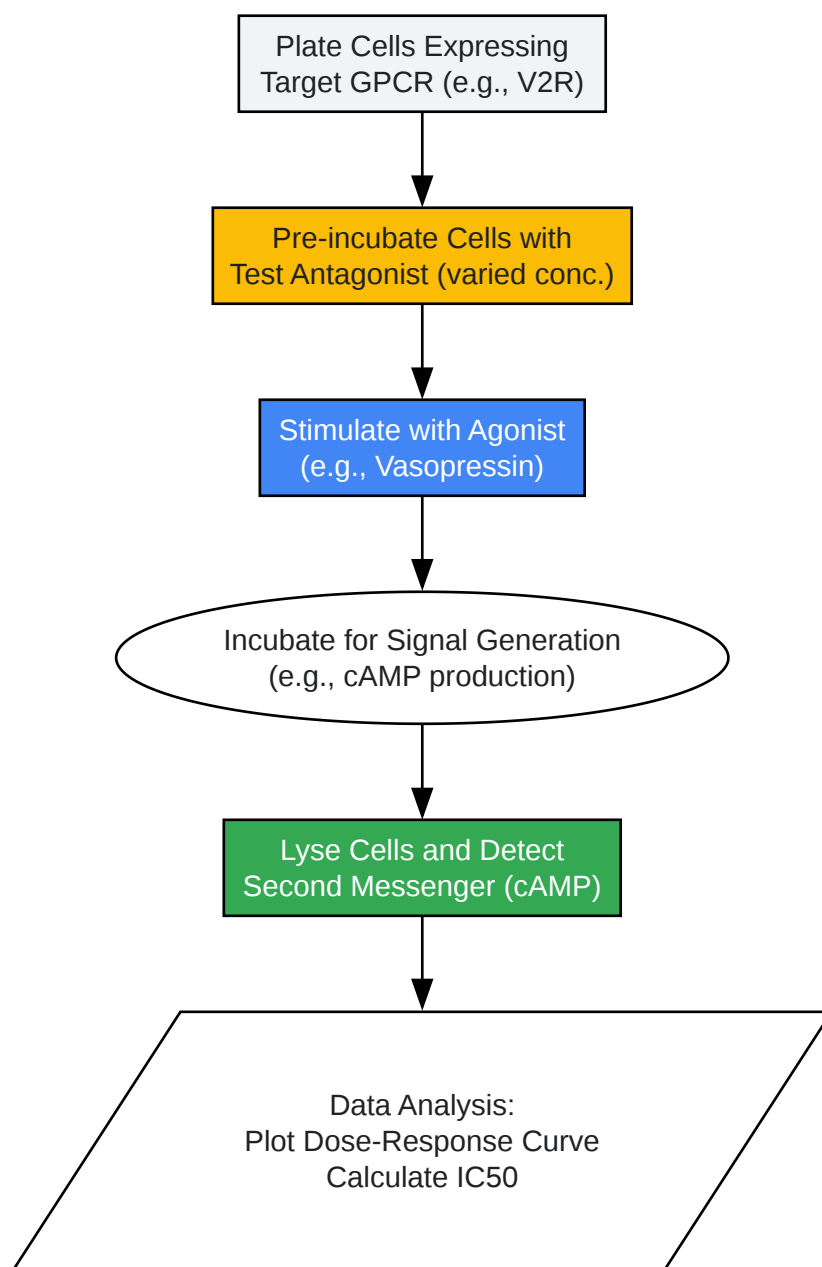 Plate Cells Expressing
Target GPCR (e.g., V2R)
Pre-incubate Cells with
Test Antagonist (varied conc.)
Stimulate with Agonist
(e.g., Vasopressin)
Incubate for Signal Generation
(e.g., cAMP production)
Lyse Cells and Detect
Second Messenger (cAMP)
Data Analysis:
Plot Dose-Response Curve
Calculate IC50